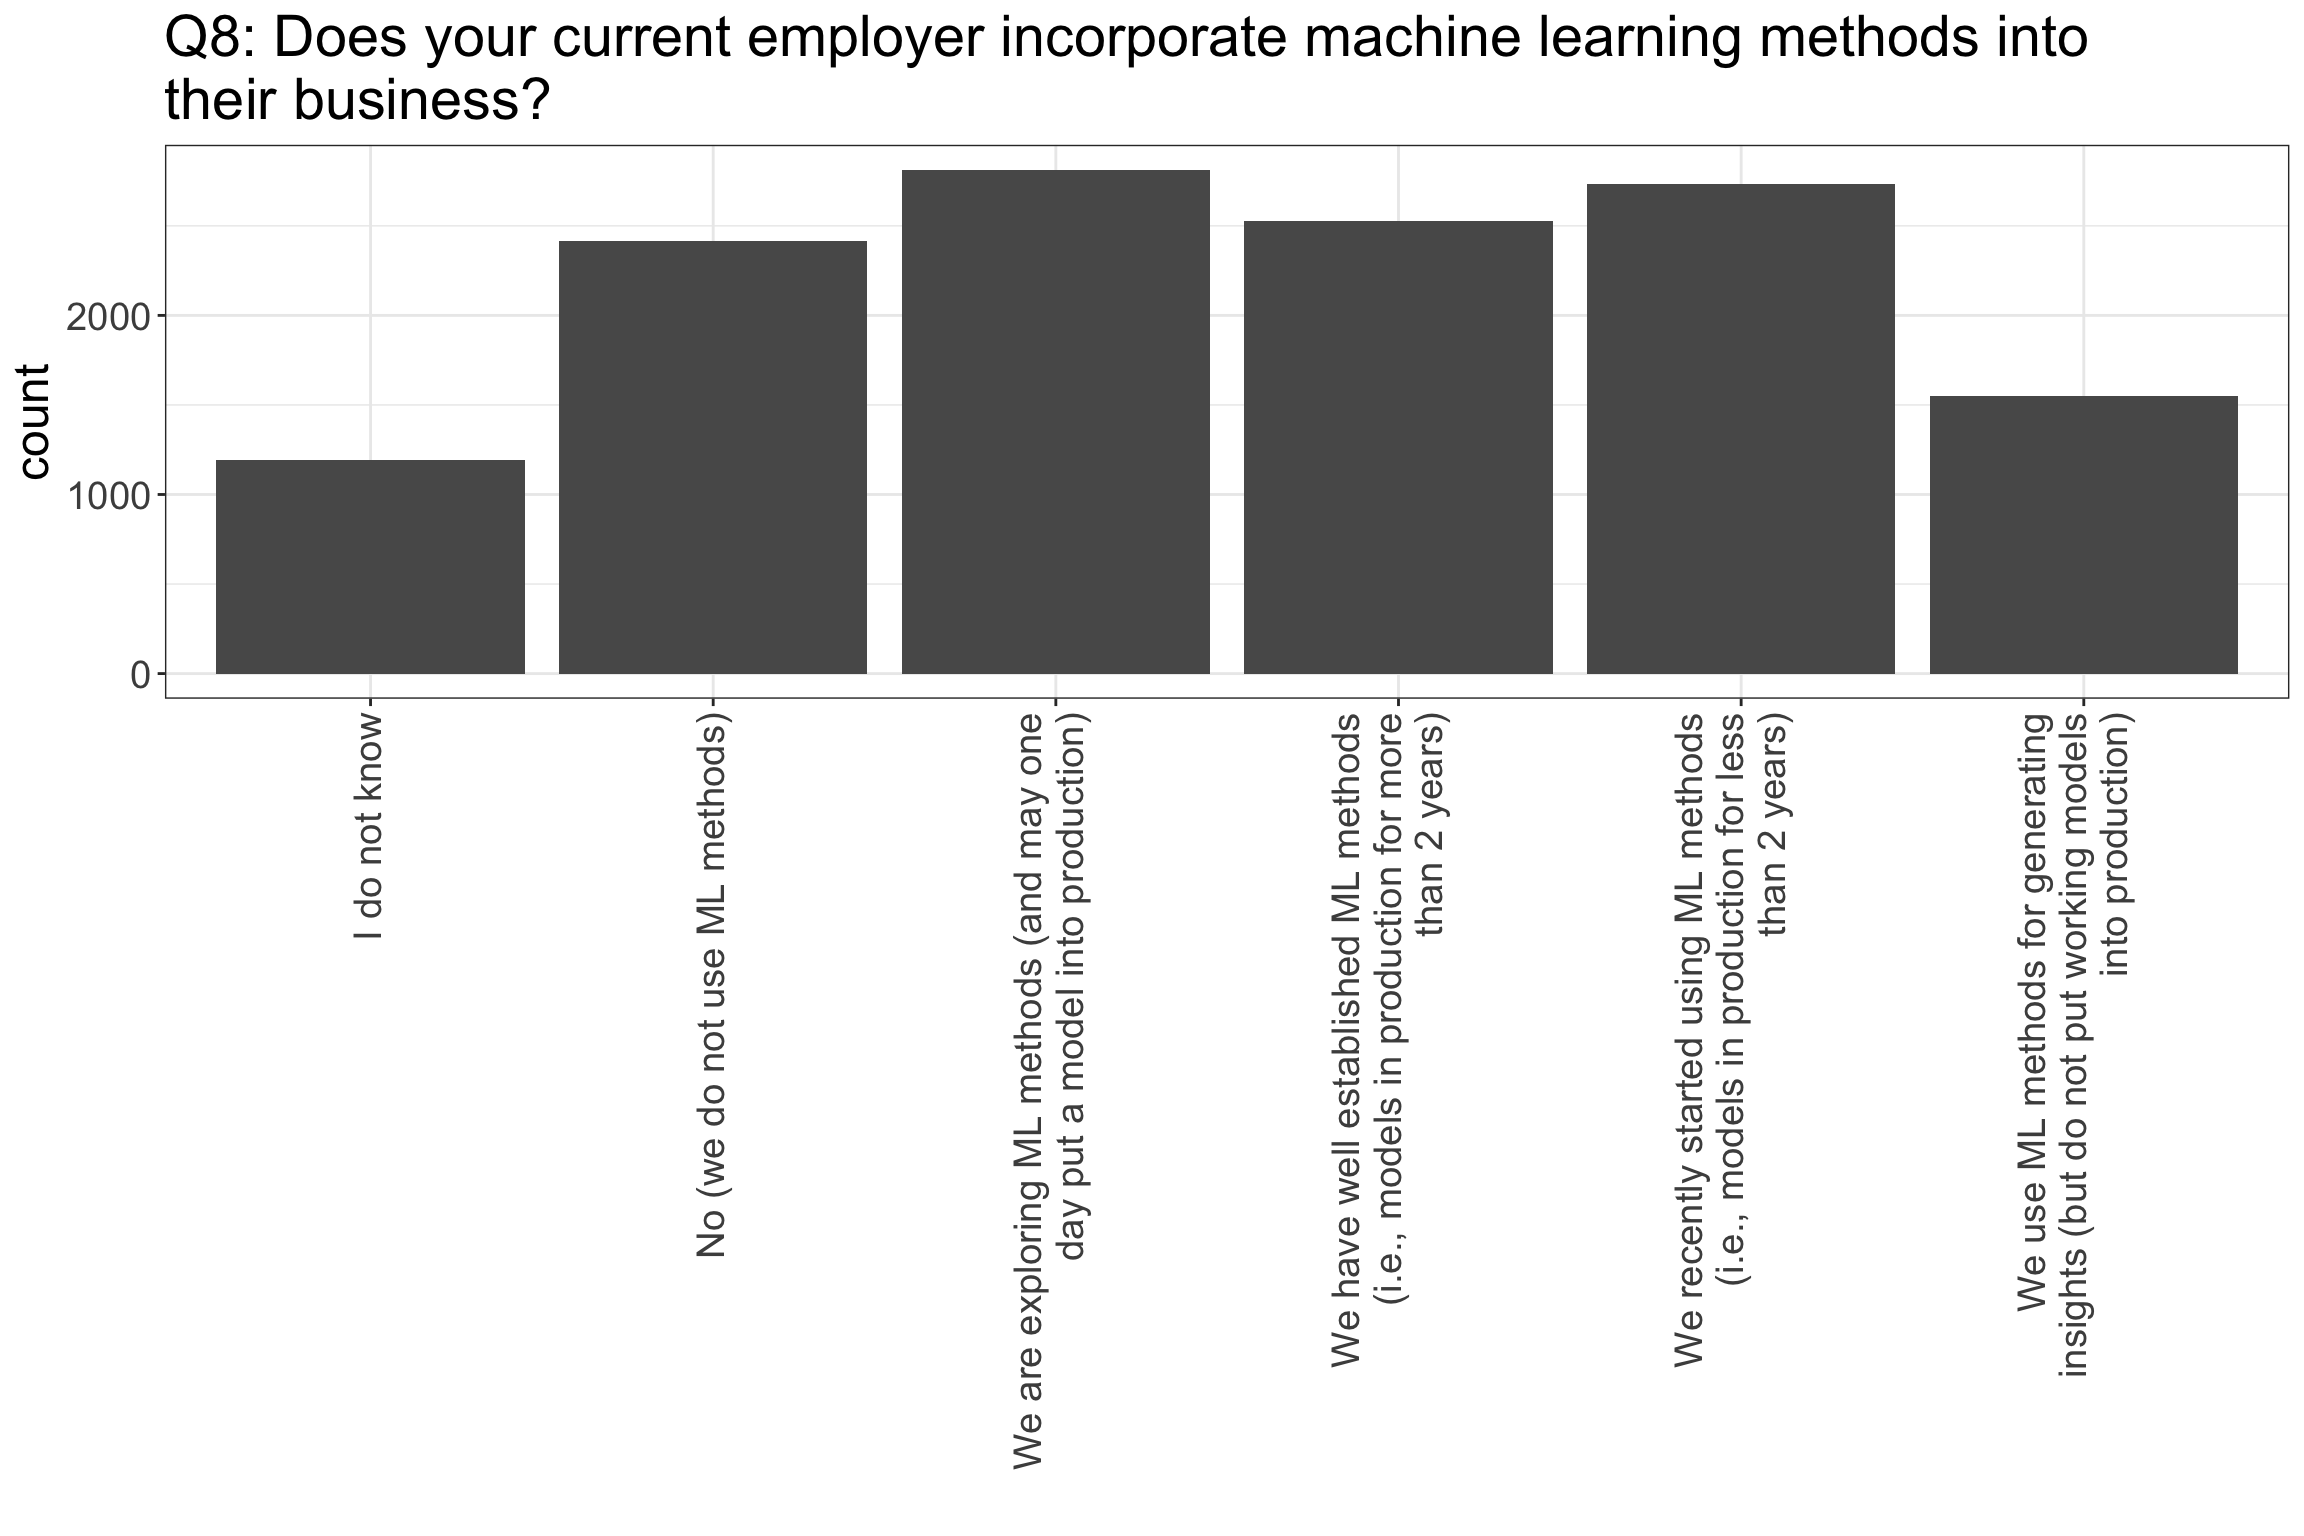 Q8: Does your current employer incorporate machine learning methods into
their business?
count
2000
1000
0
I do not know
No (we do not use ML methods)
We are exploring ML methods (and may one
day put a model into production)
We have well established ML methods
(i.e., models in production for more
than 2 years)
We recently started using ML methods
(i.e., models in production for less
than 2 years)
We use ML methods for generating
insights (but do not put working models
into production)